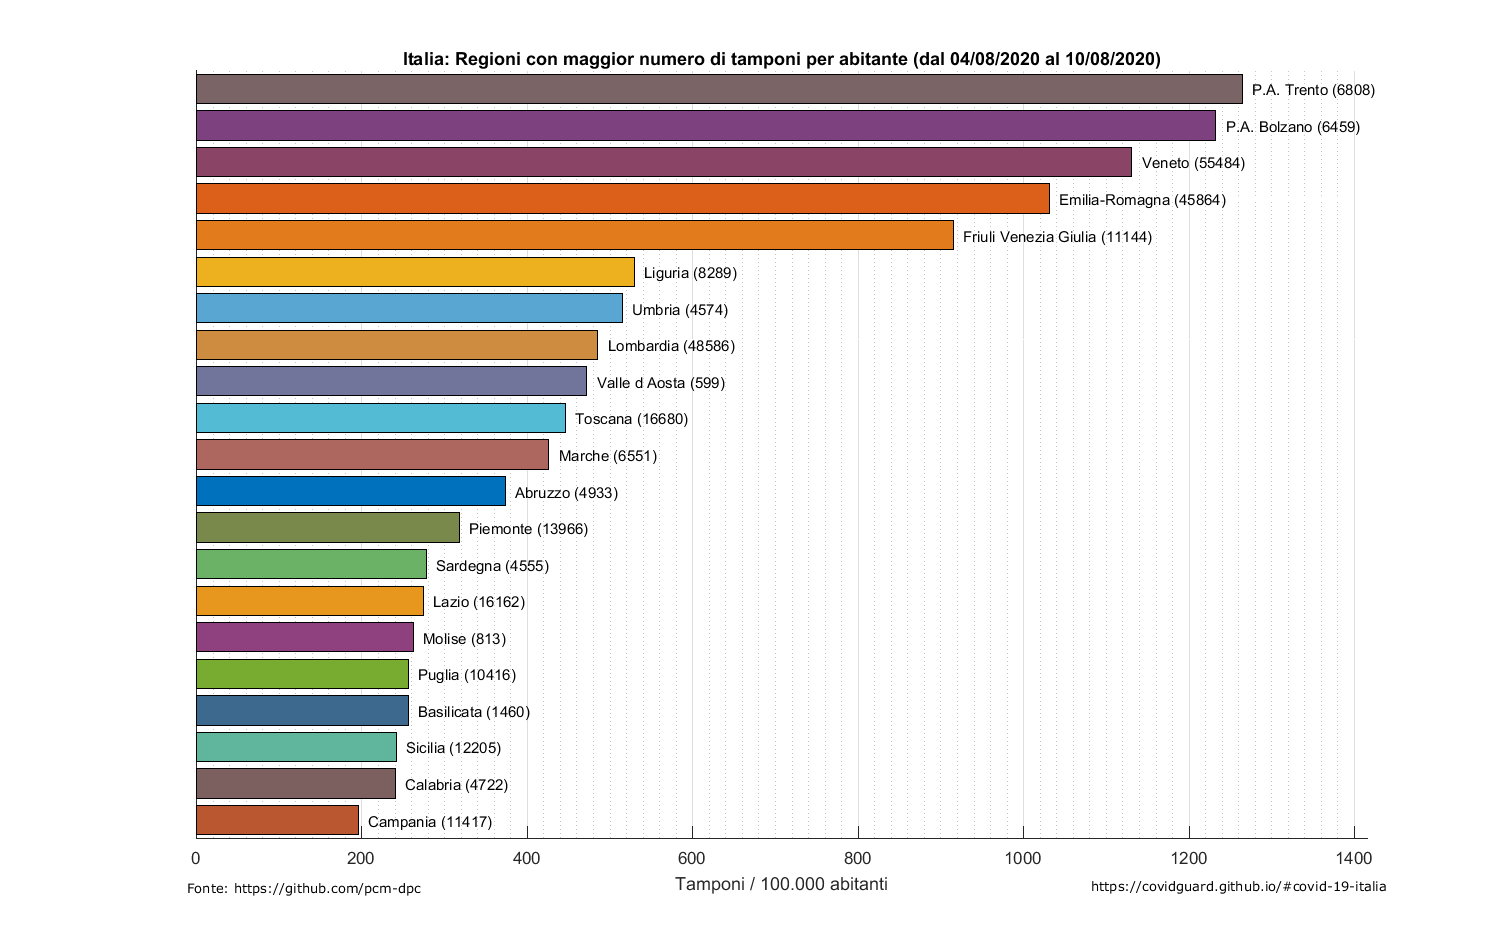 Italia: Regioni con maggior numero di tamponi per abitante (dal 04/08/2020 al 10/08/2020)
P.A. Trento (6808)
P.A. Bolzano (6459)
Veneto (55484)
Emilia-Romagna (45864)
Friuli Venezia Giulia (11144)
Liguria (8289)
Umbria (4574)
Lombardia (48586)
Valle d Aosta (599)
Toscana (16680)
Marche (6551)
Abruzzo (4933)
Piemonte (13966)
Sardegna (4555)
Lazio (16162)
Molise (813)
Puglia (10416)
Basilicata (1460)
Sicilia (12205)
Calabria (4722)
Campania (11417)
0 200 400 600 800 1000 1200 1400
Tamponi / 100.000 abitanti
Fonte: https://github.com/pcm-dpc
https://covidguard.github.io/#covid-19-italia